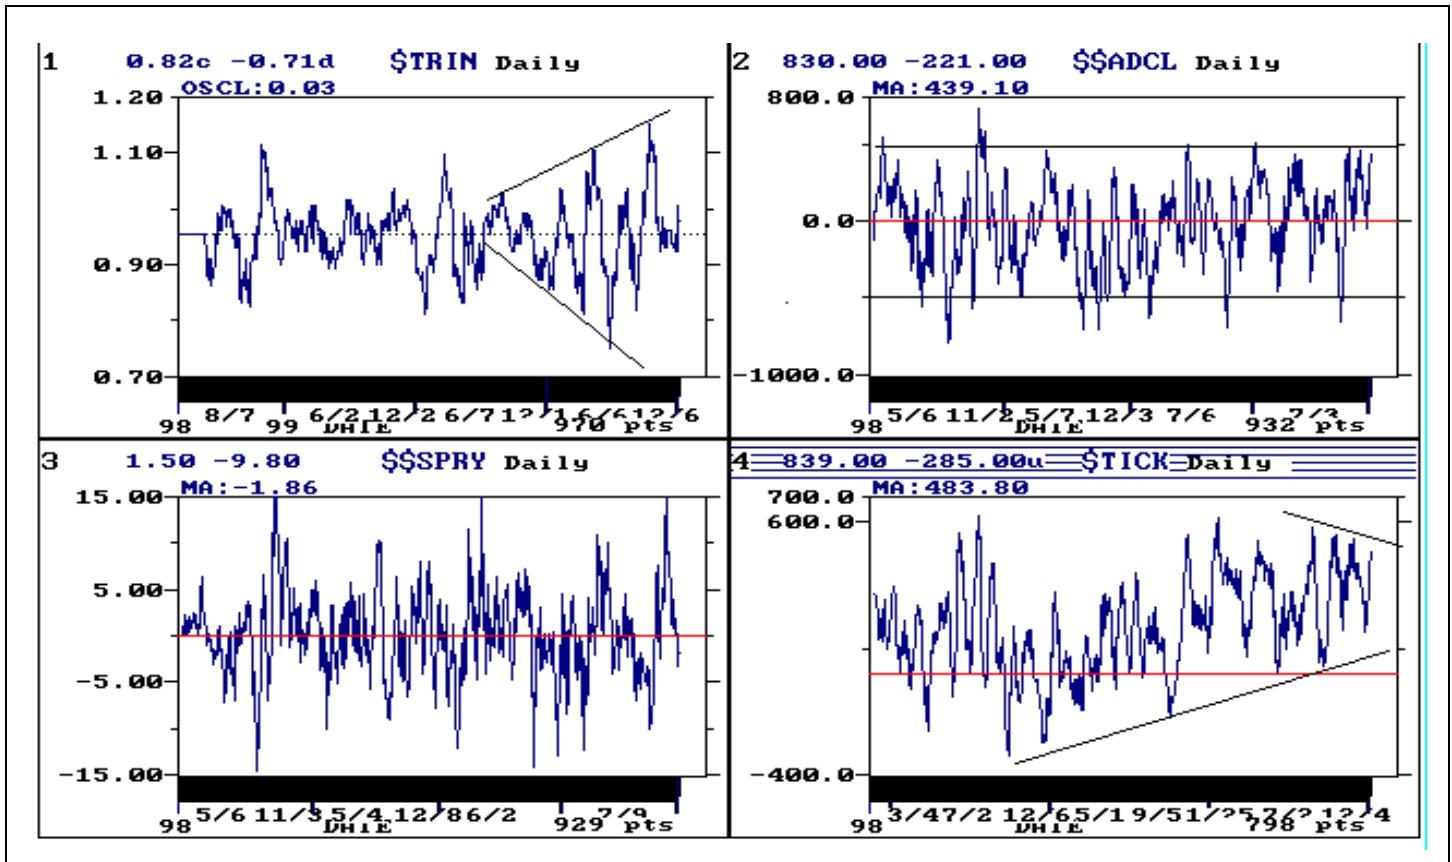 1 0.82c -0.71d $TRIN Daily
OSCL:0.03
1.20
1.10
0.90
0.70
8/7 6/2 12/2 6/7
98 99 970 pts
2 830.00 -221.00 $$ADCL Daily
MA:439.10
800.0
0.0
-1000.0
5/6 11/2 5/7 12/3 7/6
98 932 pts
3 1.50 -9.80 $$SPRY Daily
MA:-1.86
15.00
5.00
-5.00
-15.00
5/6 11/3 5/4 12/8 6/2
98 929 pts
4 839.00 -285.00u $TICK Daily
MA:483.80
700.0
600.0
-400.0
3/4 7/2 12/6 5/1 9/5
98 798 pts